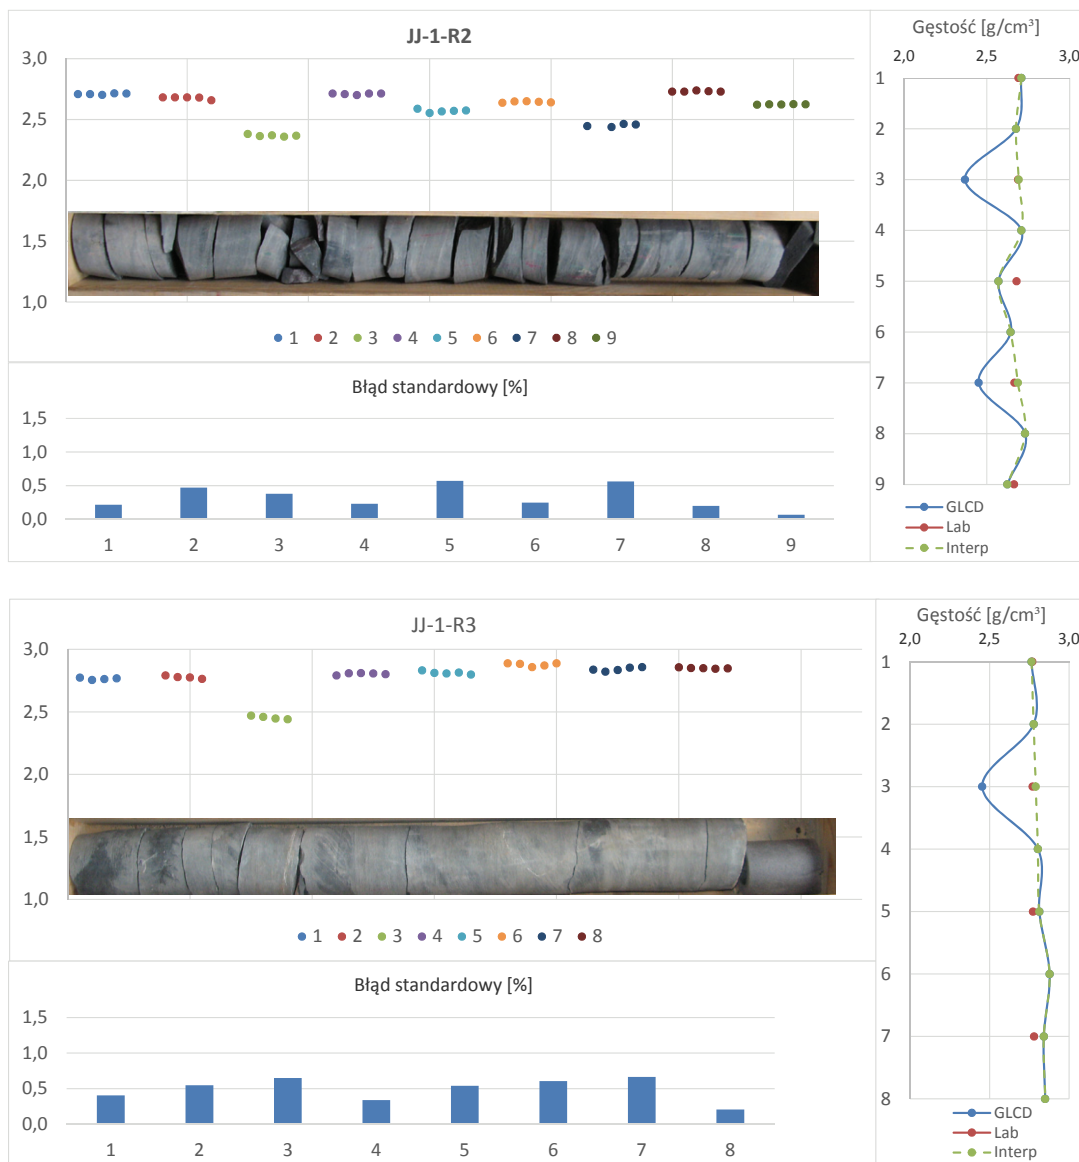 JJ-1-R2
3,0
2,5
2,0
1,5
1,0
1 2 3 4 5 6 7 8 9
Błąd standardowy [%]
1,5
1,0
0,5
0,0
1 2 3 4 5 6 7 8 9
Gęstość [g/cm³]
2,0 2,5 3,0
1
2
3
4
5
6
7
8
9
GLCD
Lab
Interp
JJ-1-R3
3,0
2,5
2,0
1,5
1,0
1 2 3 4 5 6 7 8
Błąd standardowy [%]
1,5
1,0
0,5
0,0
1 2 3 4 5 6 7 8
Gęstość [g/cm³]
2,0 2,5 3,0
1
2
3
4
5
6
7
8
GLCD
Lab
Interp